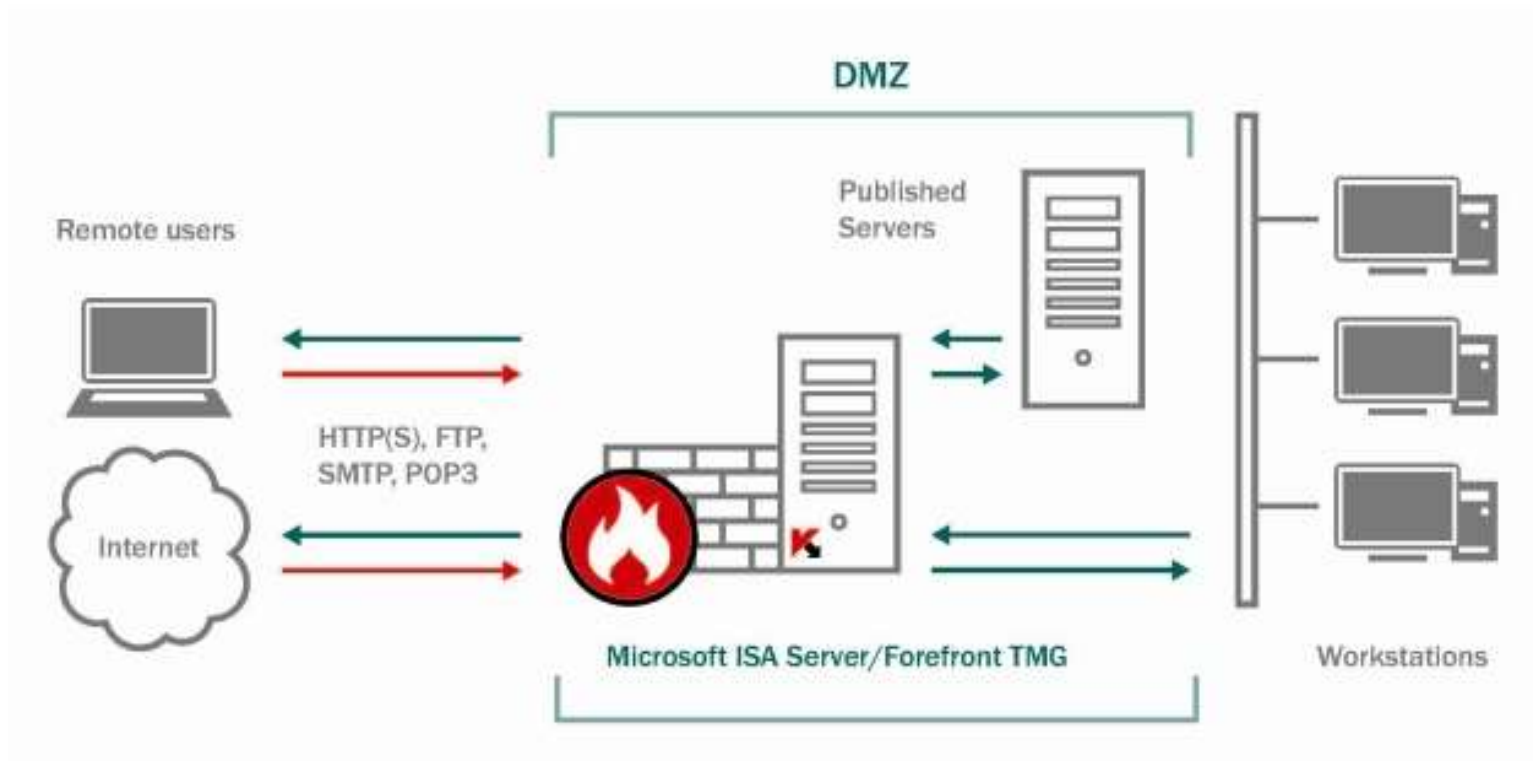 DMZ
Published
Servers
Remote users
HTTP(S), FTP,
SMTP, POP3
Internet
K
Microsoft ISA Server/Forefront TMG
Workstations